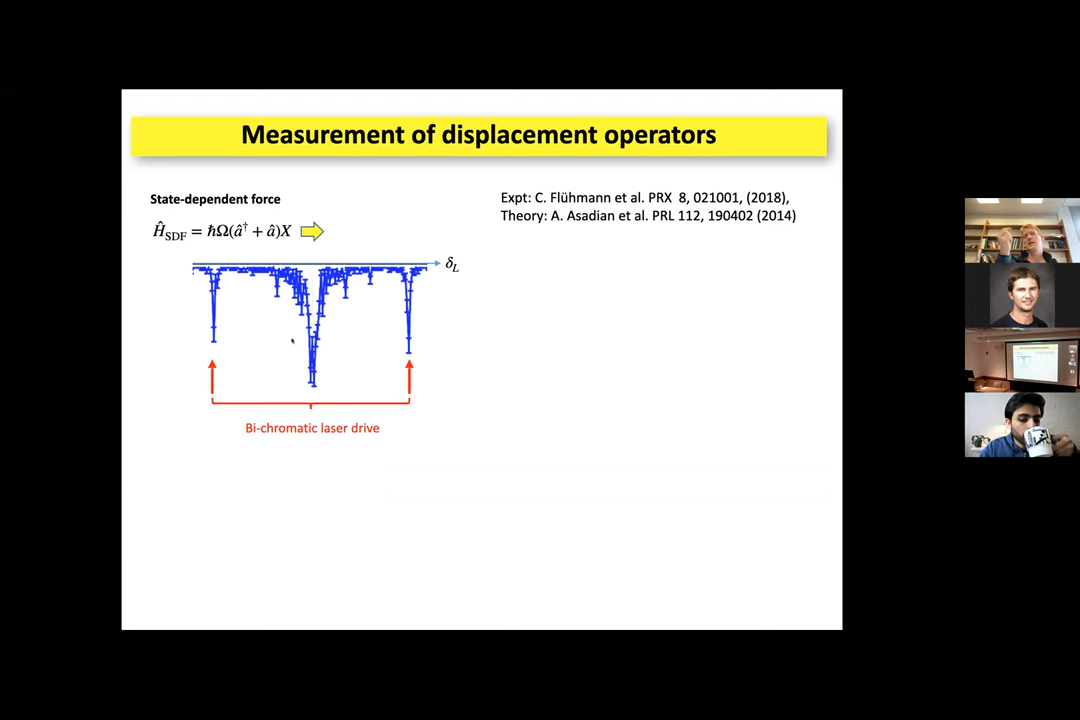 Measurement of displacement operators
State-dependent force
Expt: C. Flühmann et al. PRX 8, 021001, (2018),
Theory: A. Asadian et al. PRL 112, 190402 (2014)
Ĥ_SDF = ℏΩ(â† + â)X
δ_L
Bi-chromatic laser drive